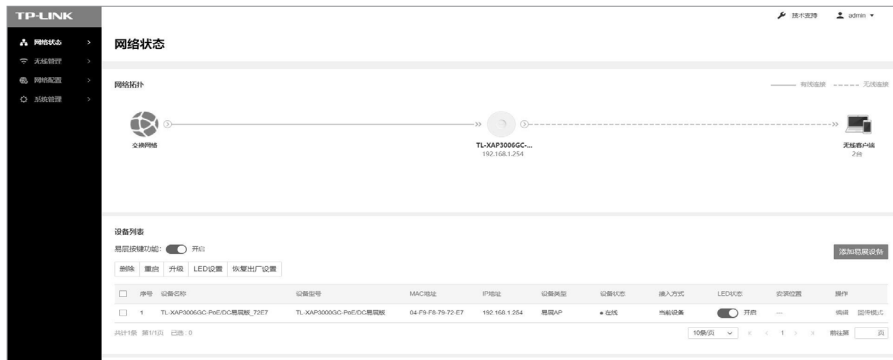 TP-LINK
技术支持 admin
网络状态
无线管理
网络配置
系统管理
网络状态
网络拓扑
有线连接 无线连接
交换网络
TL-XAP3006GC-...
192.168.1.254
无线客户端
2台
设备列表
易展按键功能: 开启
添加易展设备
删除 重启 升级 LED设置 恢复出厂设置
序号 设备名称 设备型号 MAC地址 IP地址 设备类型 设备状态 接入方式 LED状态 安装位置 操作
1 TL-XAP3006GC-PoE/DC易展版_72E7 TL-XAP3000GC-PoE/DC易展版 04-F9-F8-79-72-E7 192.168.1.254 易展AP 在线 当前设备 开启 --- 编辑 回传模式
共计1条 第1/1页 已选:0
10条/页 1 前往第 页